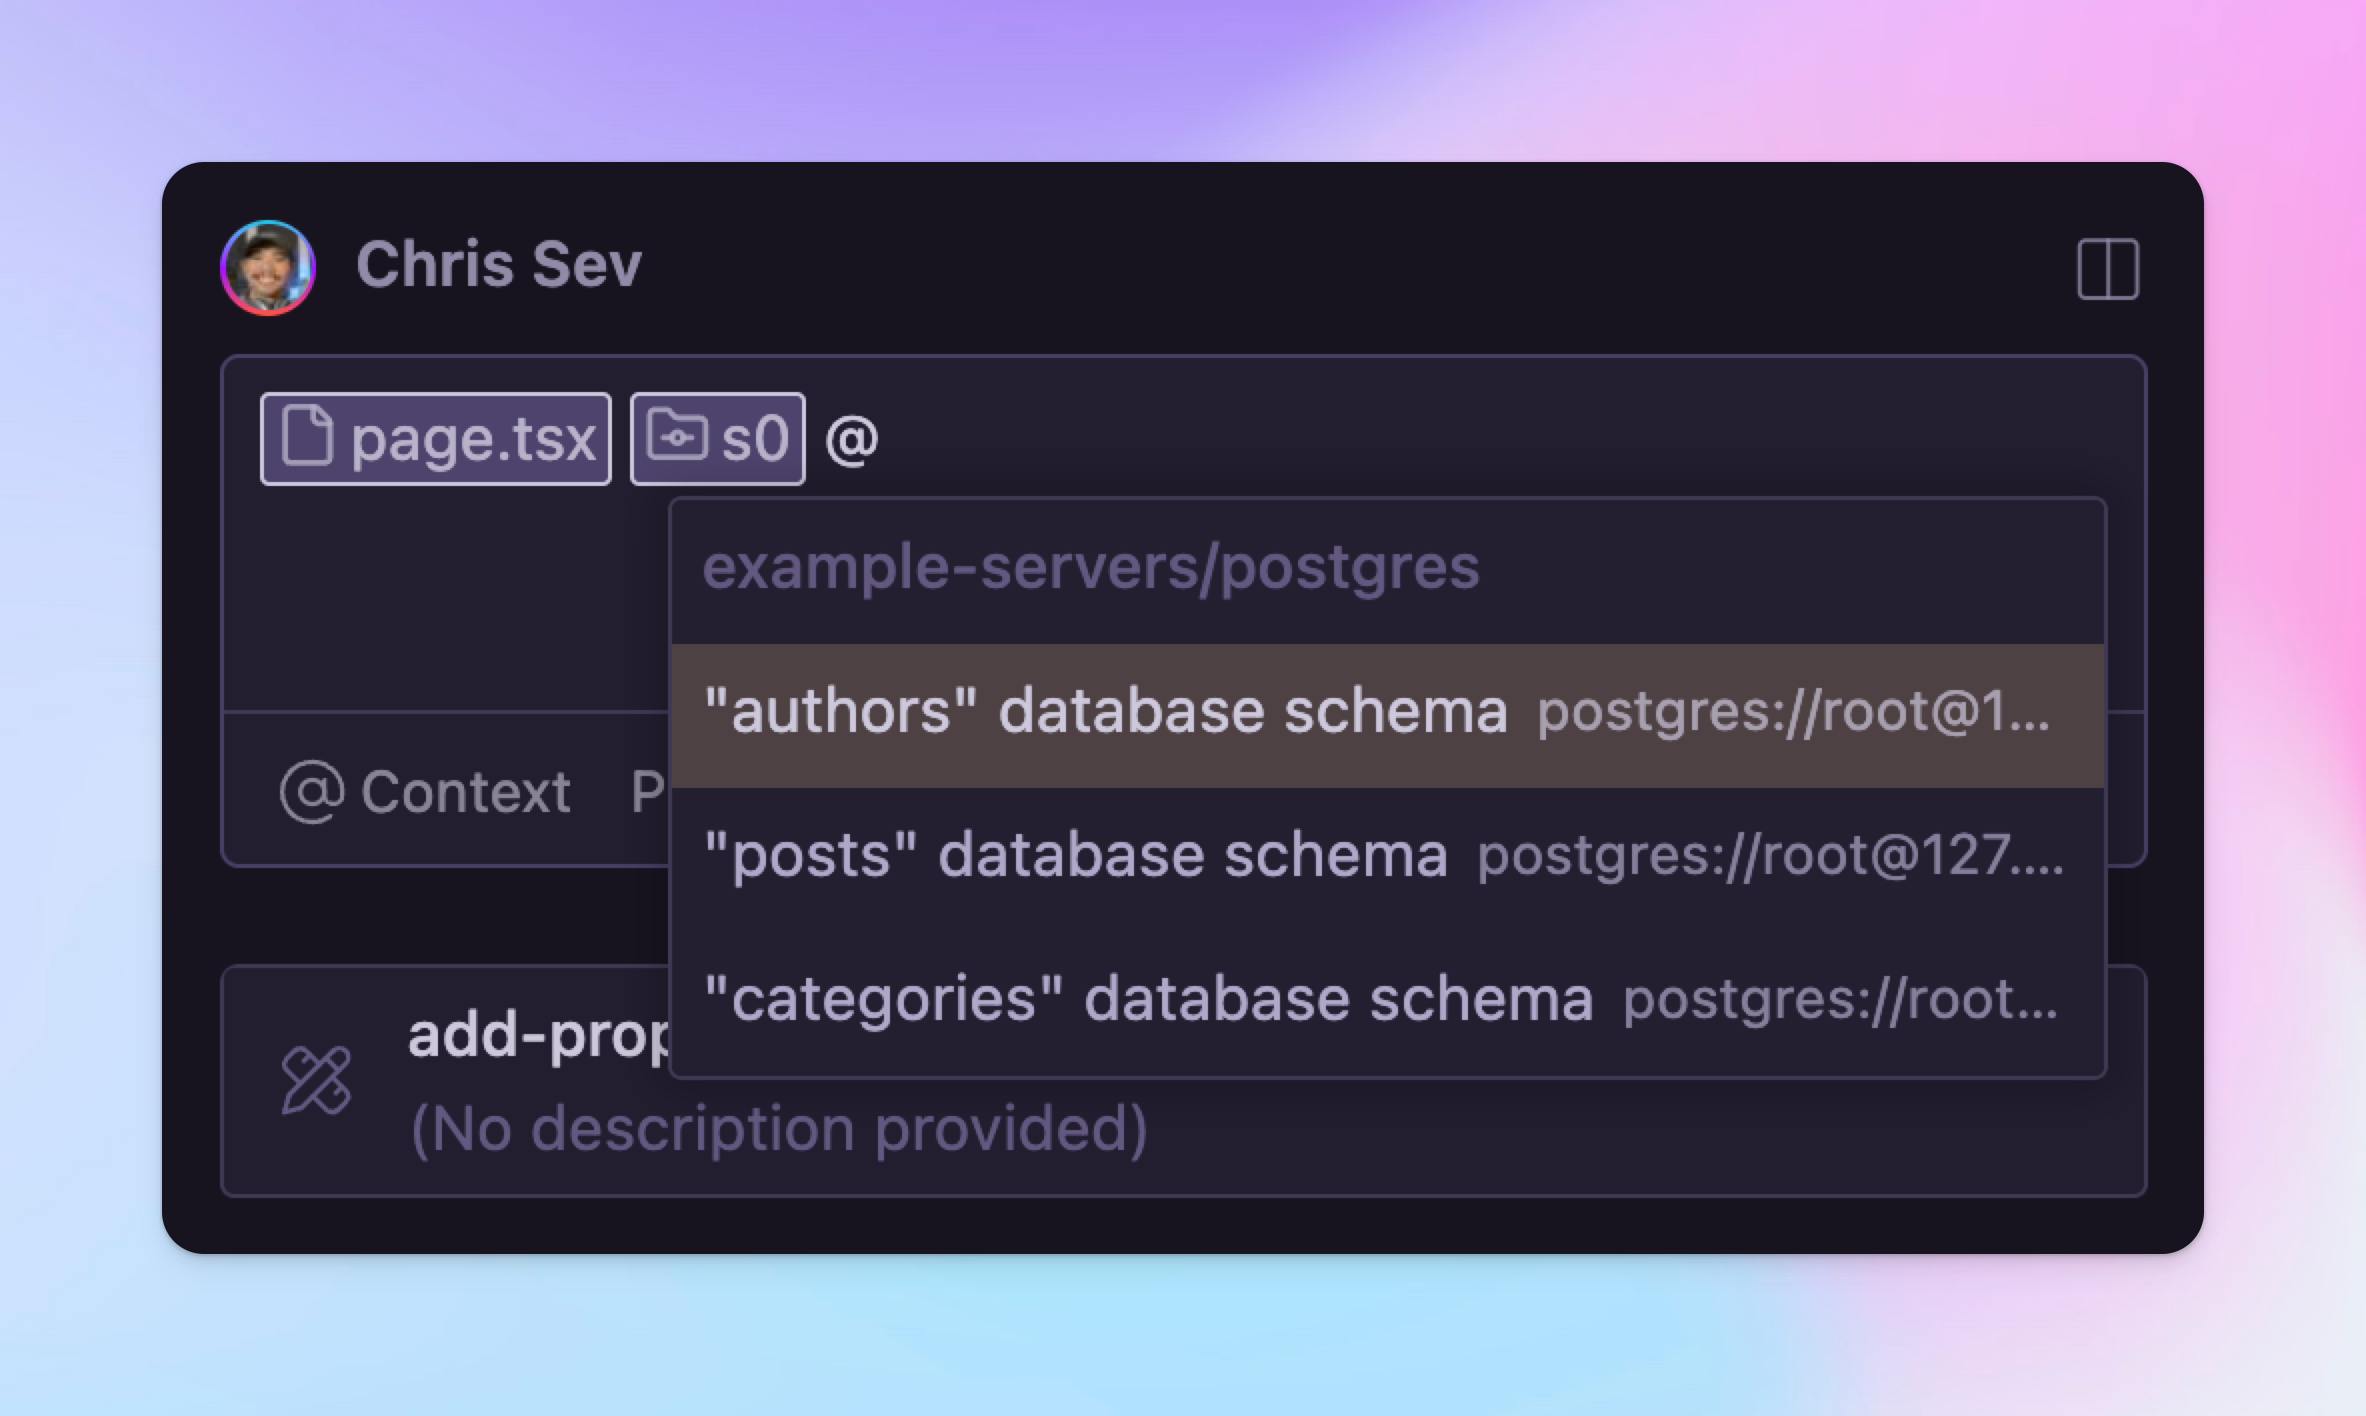 Chris Sev
page.tsx s0 @
example-servers/postgres
"authors" database schema postgres://root@1...
"posts" database schema postgres://root@127....
@ Context P
"categories" database schema postgres://root...
add-prop
(No description provided)